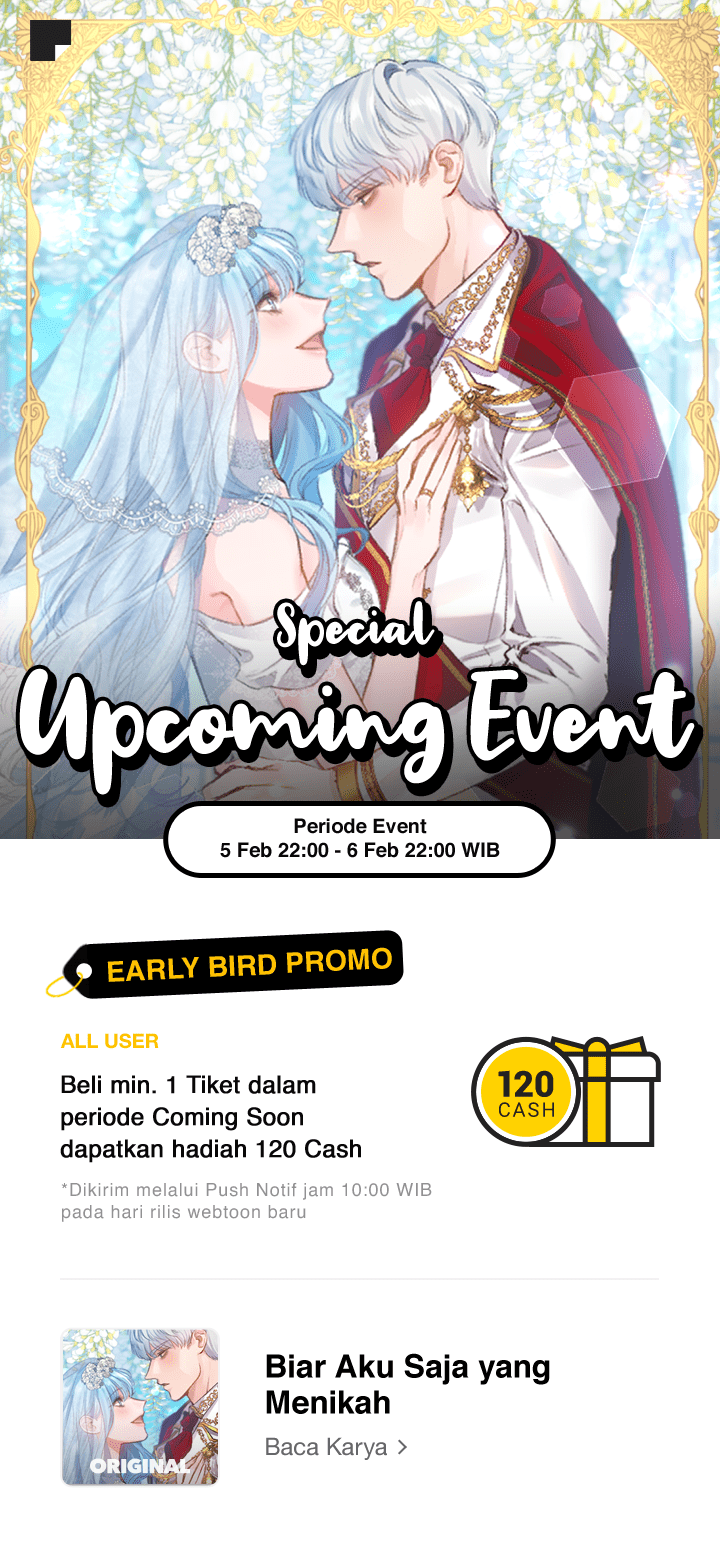 Special
Upcoming Event
Periode Event
5 Feb 22:00 - 6 Feb 22:00 WIB
EARLY BIRD PROMO
ALL USER
Beli min. 1 Tiket dalam
periode Coming Soon
dapatkan hadiah 120 Cash
120
CASH
*Dikirim melalui Push Notif jam 10:00 WIB
pada hari rilis webtoon baru
ORIGINAL
Biar Aku Saja yang
Menikah
Baca Karya >